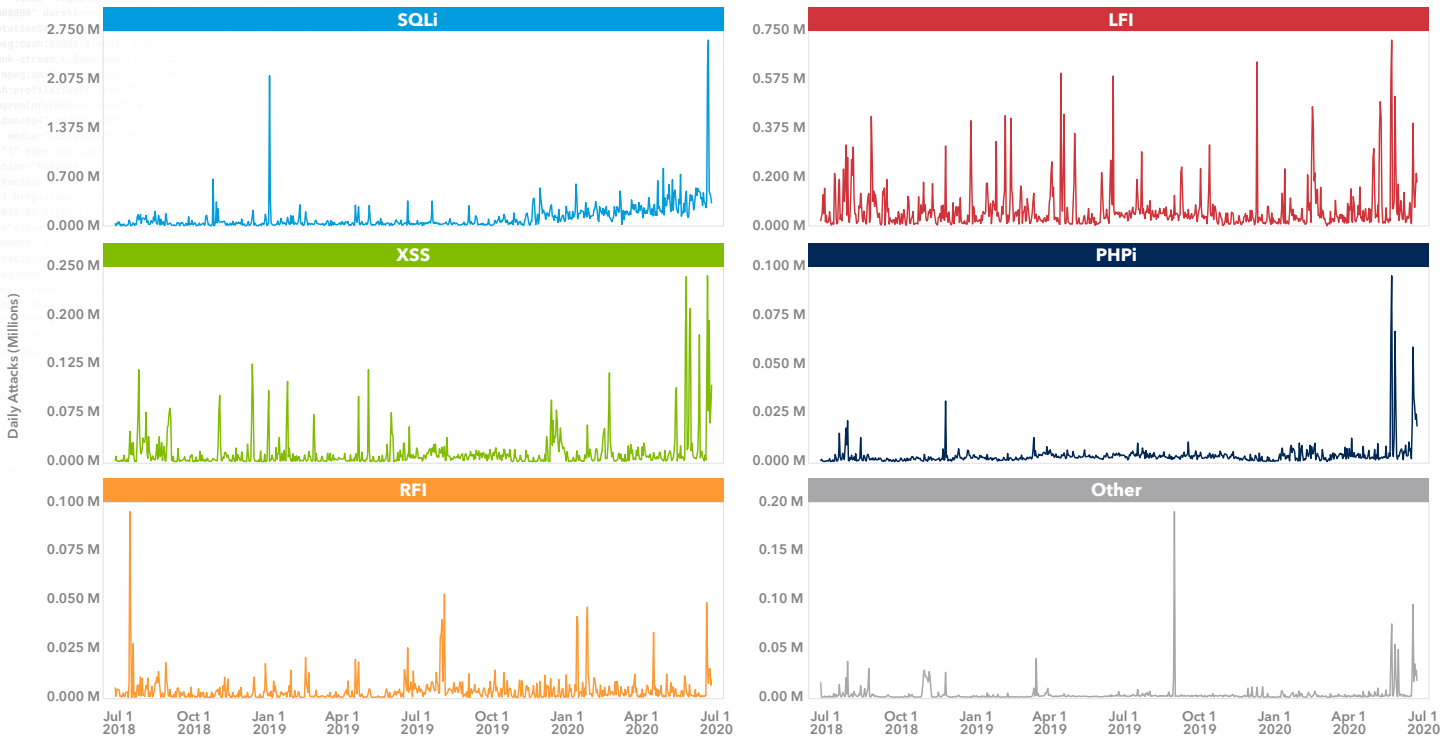 SQLi
2.750 M
2.075 M
1.375 M
0.700 M
0.000 M
LFI
0.750 M
0.575 M
0.375 M
0.200 M
0.000 M
Daily Attacks (Millions)
XSS
0.250 M
0.200 M
0.125 M
0.075 M
0.000 M
PHPi
0.100 M
0.075 M
0.050 M
0.025 M
0.000 M
RFI
0.100 M
0.075 M
0.050 M
0.025 M
0.000 M
Jul 1 Oct 1 Jan 1 Apr 1 Jul 1 Oct 1 Jan 1 Apr 1 Jul 1
2018 2018 2019 2019 2019 2019 2020 2020 2020
Other
0.20 M
0.15 M
0.10 M
0.05 M
0.00 M
Jul 1 Oct 1 Jan 1 Apr 1 Jul 1 Oct 1 Jan 1 Apr 1 Jul 1
2018 2018 2019 2019 2019 2019 2020 2020 2020